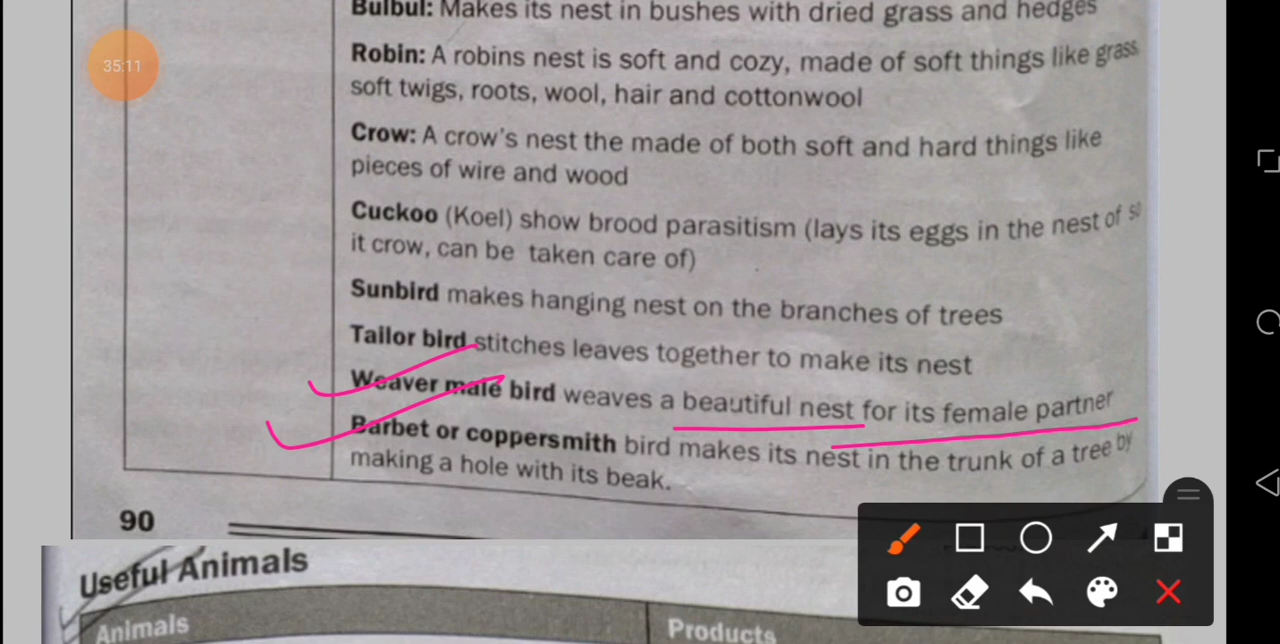 35:11
Bulbul: Makes its nest in bushes with dried grass and hedges
Robin: A robins nest is soft and cozy, made of soft things like grass
soft twigs, roots, wool, hair and cottonwool
Crow: A crow's nest the made of both soft and hard things like
pieces of wire and wood
Cuckoo (Koel) show brood parasitism (lays its eggs in the nest of
it crow, can be taken care of)
Sunbird makes hanging nest on the branches of trees
Tailor bird stitches leaves together to make its nest
Weaver male bird weaves a beautiful nest for its female partner
Barbet or coppersmith bird makes its nest in the trunk of a tree by
making a hole with its beak.
90
Useful Animals
Animals
Products